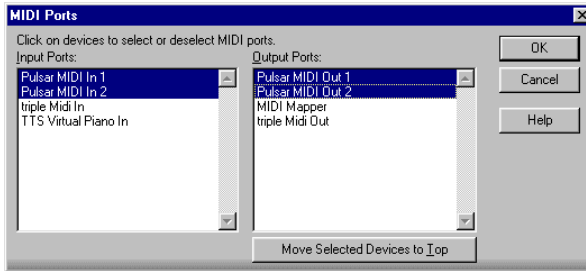 MIDI Ports
Click on devices to select or deselect MIDI ports.
Input Ports:
Output Ports:
OK
Pulsar MIDI In 1
Pulsar MIDI In 2
triple Midi In
TTS Virtual Piano In
Pulsar MIDI Out 1
Pulsar MIDI Out 2
MIDI Mapper
triple Midi Out
Cancel
Help
Move Selected Devices to Top